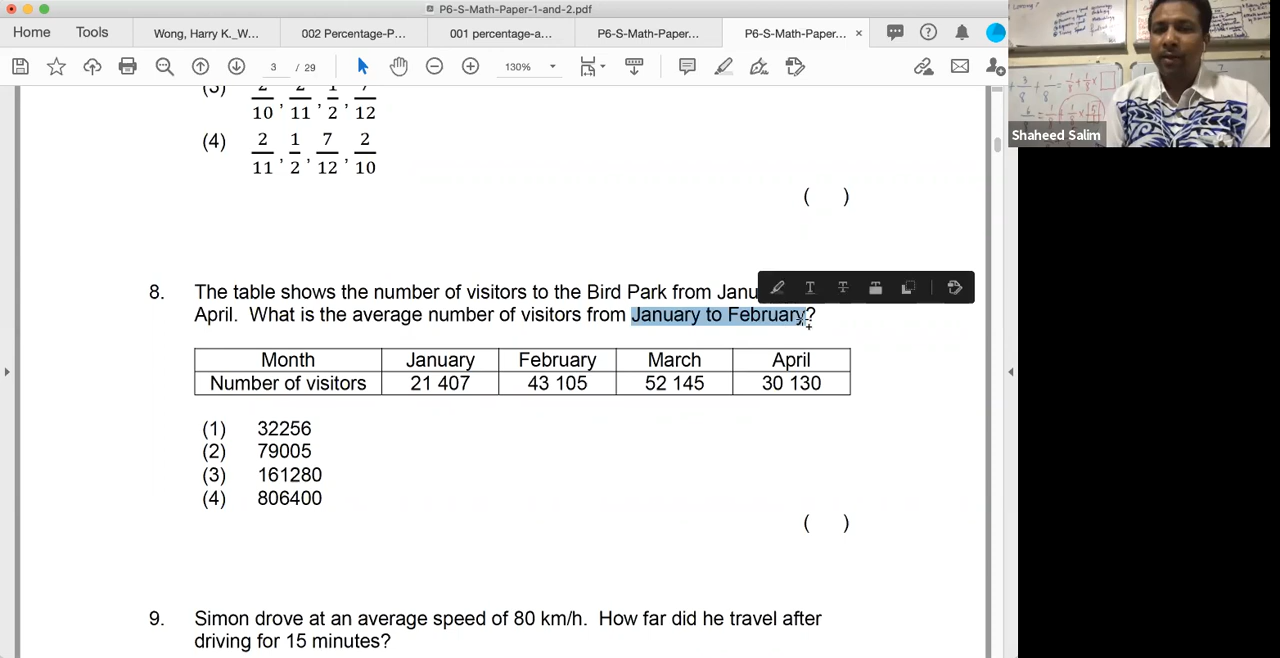 P6-S-Math-Paper-1-and-2.pdf
Home Tools Wong, Harry K._W... 002 Percentage-P... 001 percentage-a... P6-S-Math-Paper... P6-S-Math-Paper... ×
3 / 29 130%
(3) 10 , 11 , 2 , 12
(4) 2/11 , 1/2 , 7/12 , 2/10
( )
8. The table shows the number of visitors to the Bird Park from Janu
April. What is the average number of visitors from January to February?
Month January February March April
Number of visitors 21 407 43 105 52 145 30 130
(1) 32256
(2) 79005
(3) 161280
(4) 806400
( )
9. Simon drove at an average speed of 80 km/h. How far did he travel after
driving for 15 minutes?
Shaheed Salim